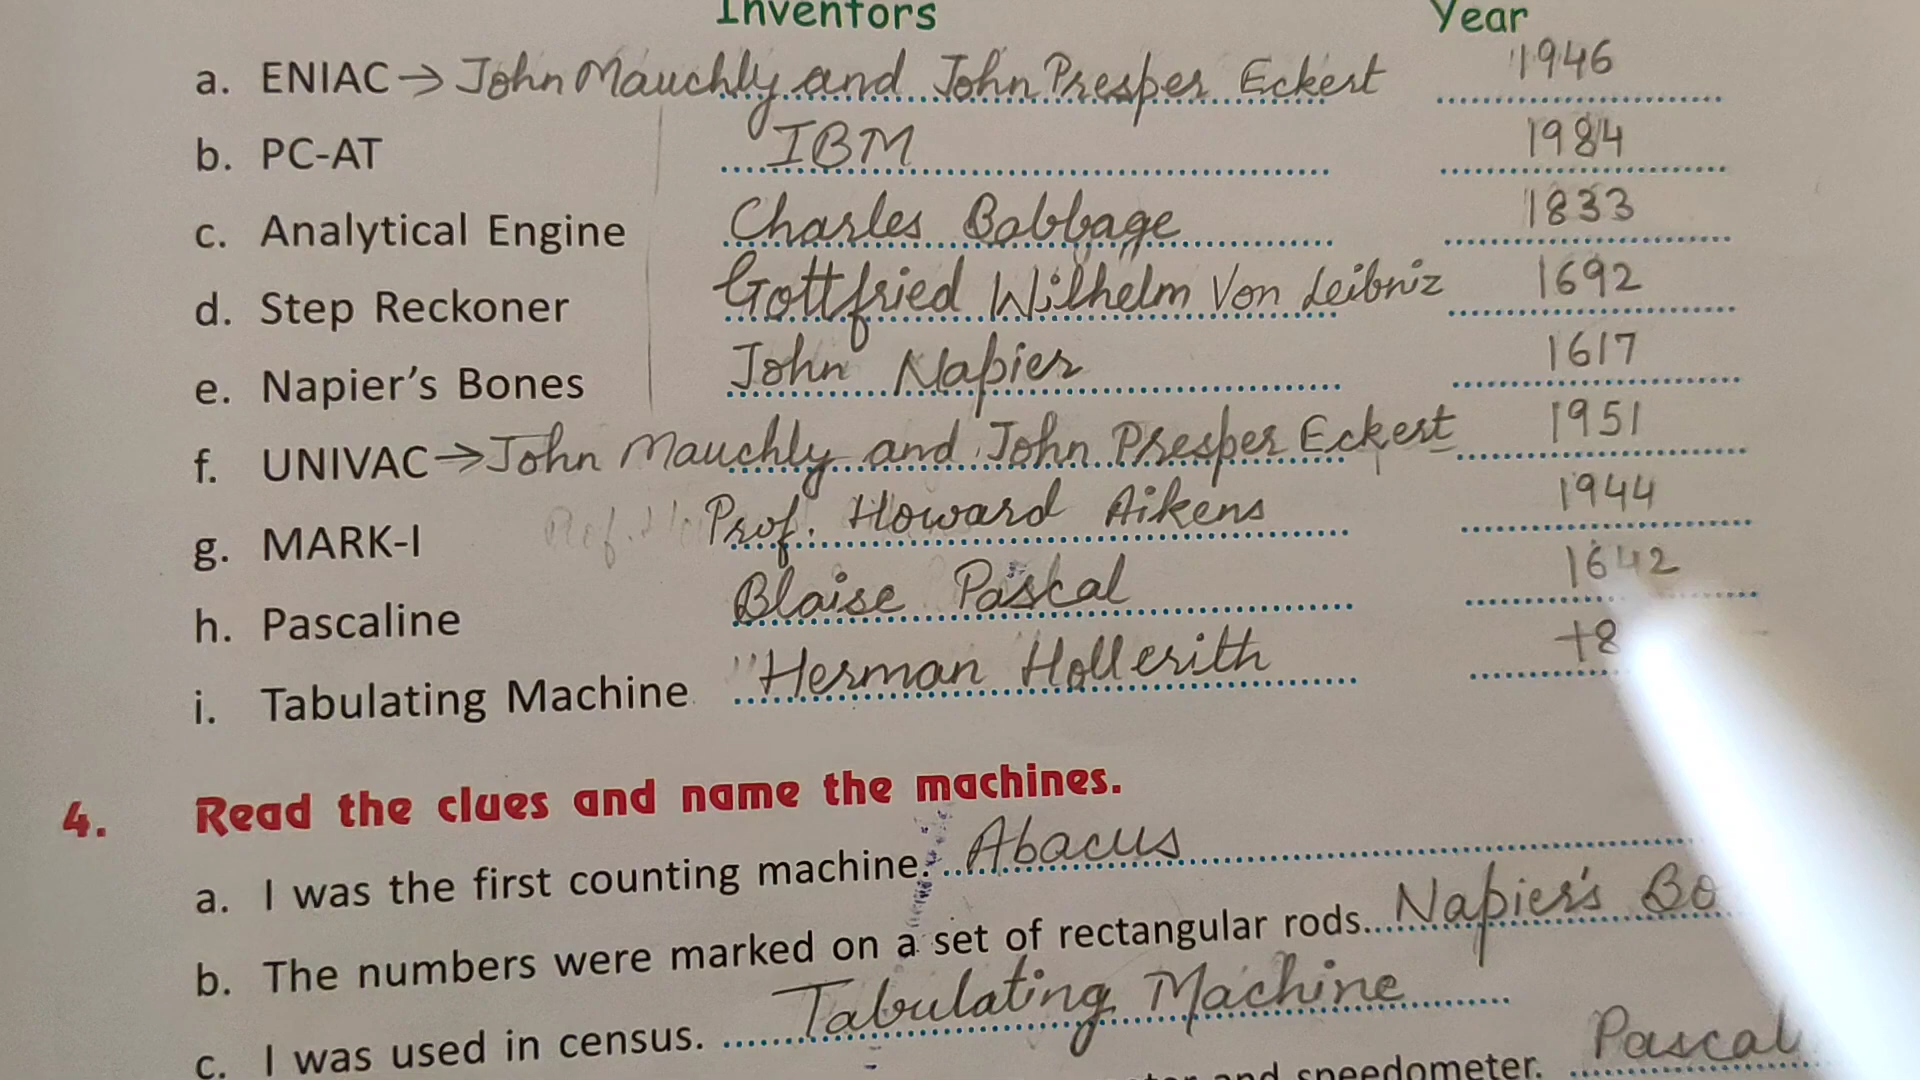 Inventors Year
a. ENIAC → John Mauchly and John Presper Eckert 1946
b. PC-AT IBM 1984
c. Analytical Engine Charles Babbage 1833
d. Step Reckoner Gottfried Wilhelm Von Leibniz 1692
e. Napier's Bones John Napier 1617
f. UNIVAC → John Mauchly and John Presper Eckert 1951
g. MARK-I Prof. Howard Aikens 1944
h. Pascaline Blaise Pascal 1642
i. Tabulating Machine Herman Hollerith 18
4. Read the clues and name the machines.
a. I was the first counting machine. Abacus
b. The numbers were marked on a set of rectangular rods. Napier's Bo
c. I was used in census. Tabulating Machine
and speedometer. Pascal